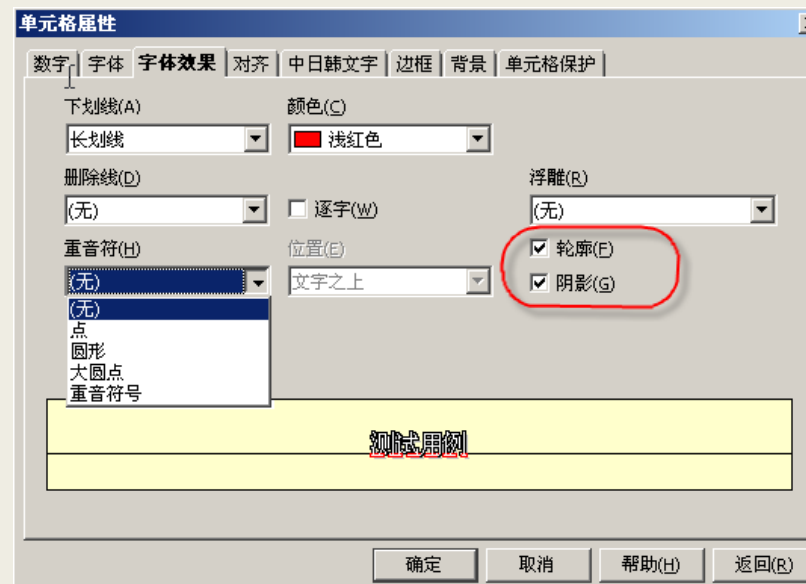 单元格属性
数字 字体 字体效果 对齐 中日韩文字 边框 背景 单元格保护
下划线(A) 颜色(C)
长划线 浅红色
删除线(D) 浮雕(R)
(无) 逐字(W) (无)
重音符(H) 位置(E) 轮廓(F)
(无) 文字之上 阴影(G)
(无)
点
圆形
大圆点
重音符号
测试用例
确定 取消 帮助(H) 返回(R)